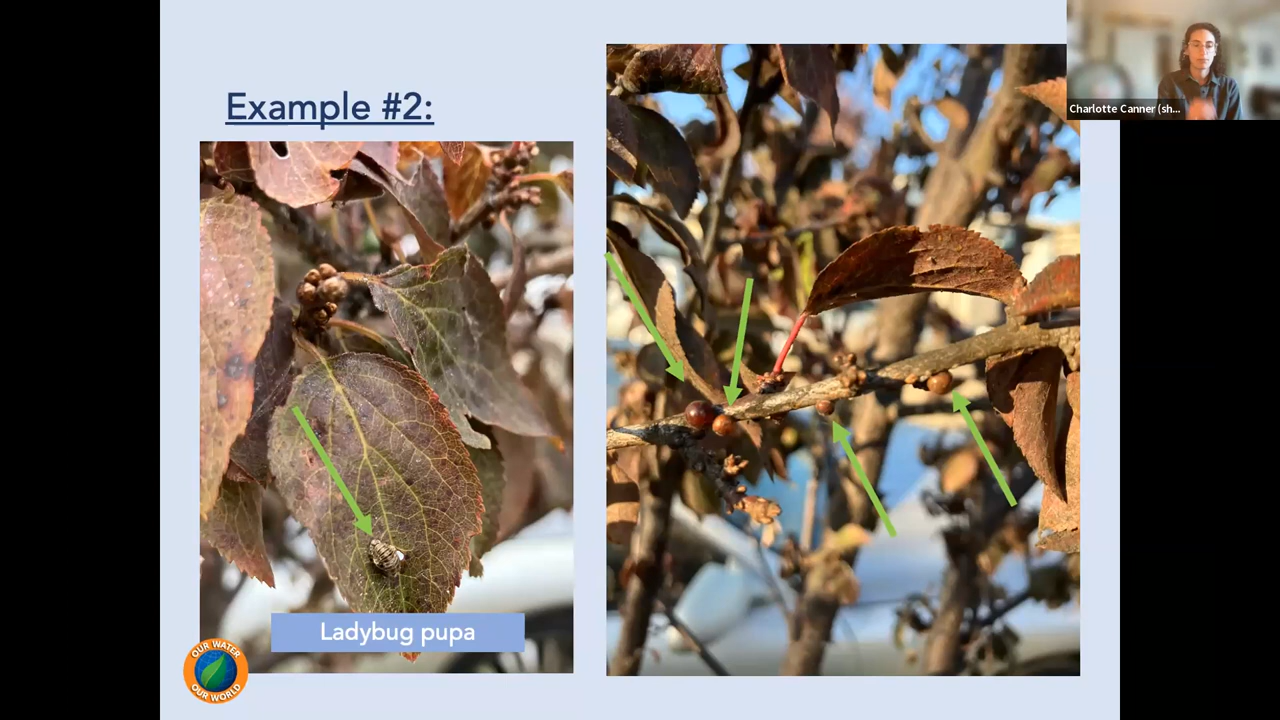 Example #2:
Charlotte Canner (sh...
Ladybug pupa
OUR WATER
OUR WORLD